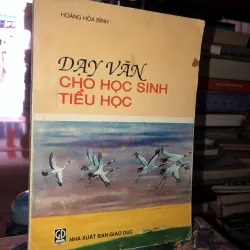 HOÀNG HÒA BÌNH
DẠY VĂN
CHO HỌC SINH
TIỂU HỌC
NHÀ XUẤT BẢN GIÁO DỤC